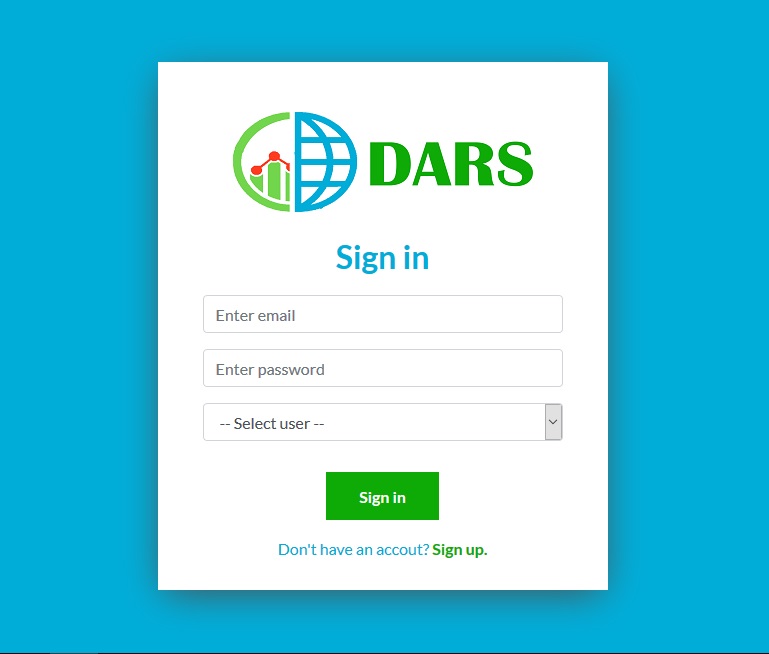 DARS
Sign in
Enter email
Enter password
-- Select user --
Sign in
Don't have an accout? Sign up.